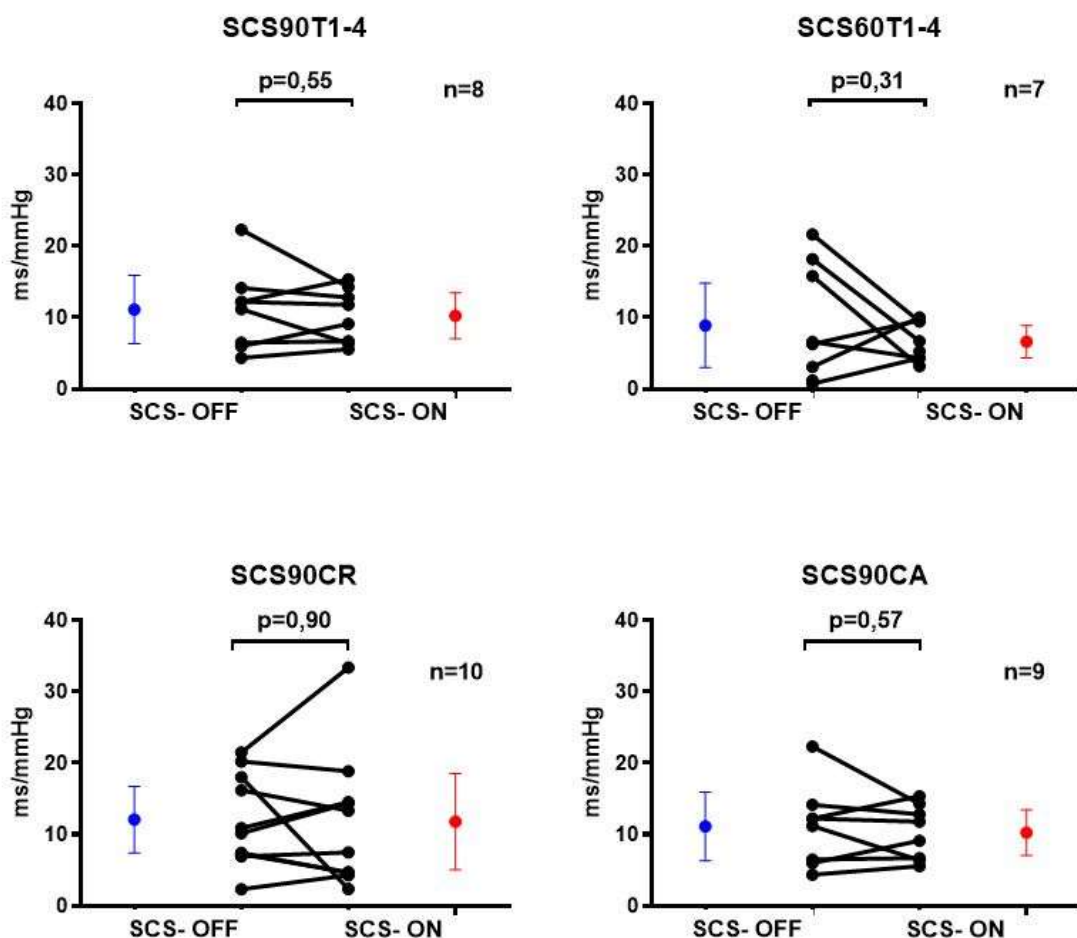 SCS90T1-4
p=0,55
n=8
40
30
20
10
0
ms/mmHg
SCS- OFF
SCS- ON
SCS60T1-4
p=0,31
n=7
40
30
20
10
0
ms/mmHg
SCS- OFF
SCS- ON
SCS90CR
p=0,90
n=10
40
30
20
10
0
ms/mmHg
SCS- OFF
SCS- ON
SCS90CA
p=0,57
n=9
40
30
20
10
0
ms/mmHg
SCS- OFF
SCS- ON